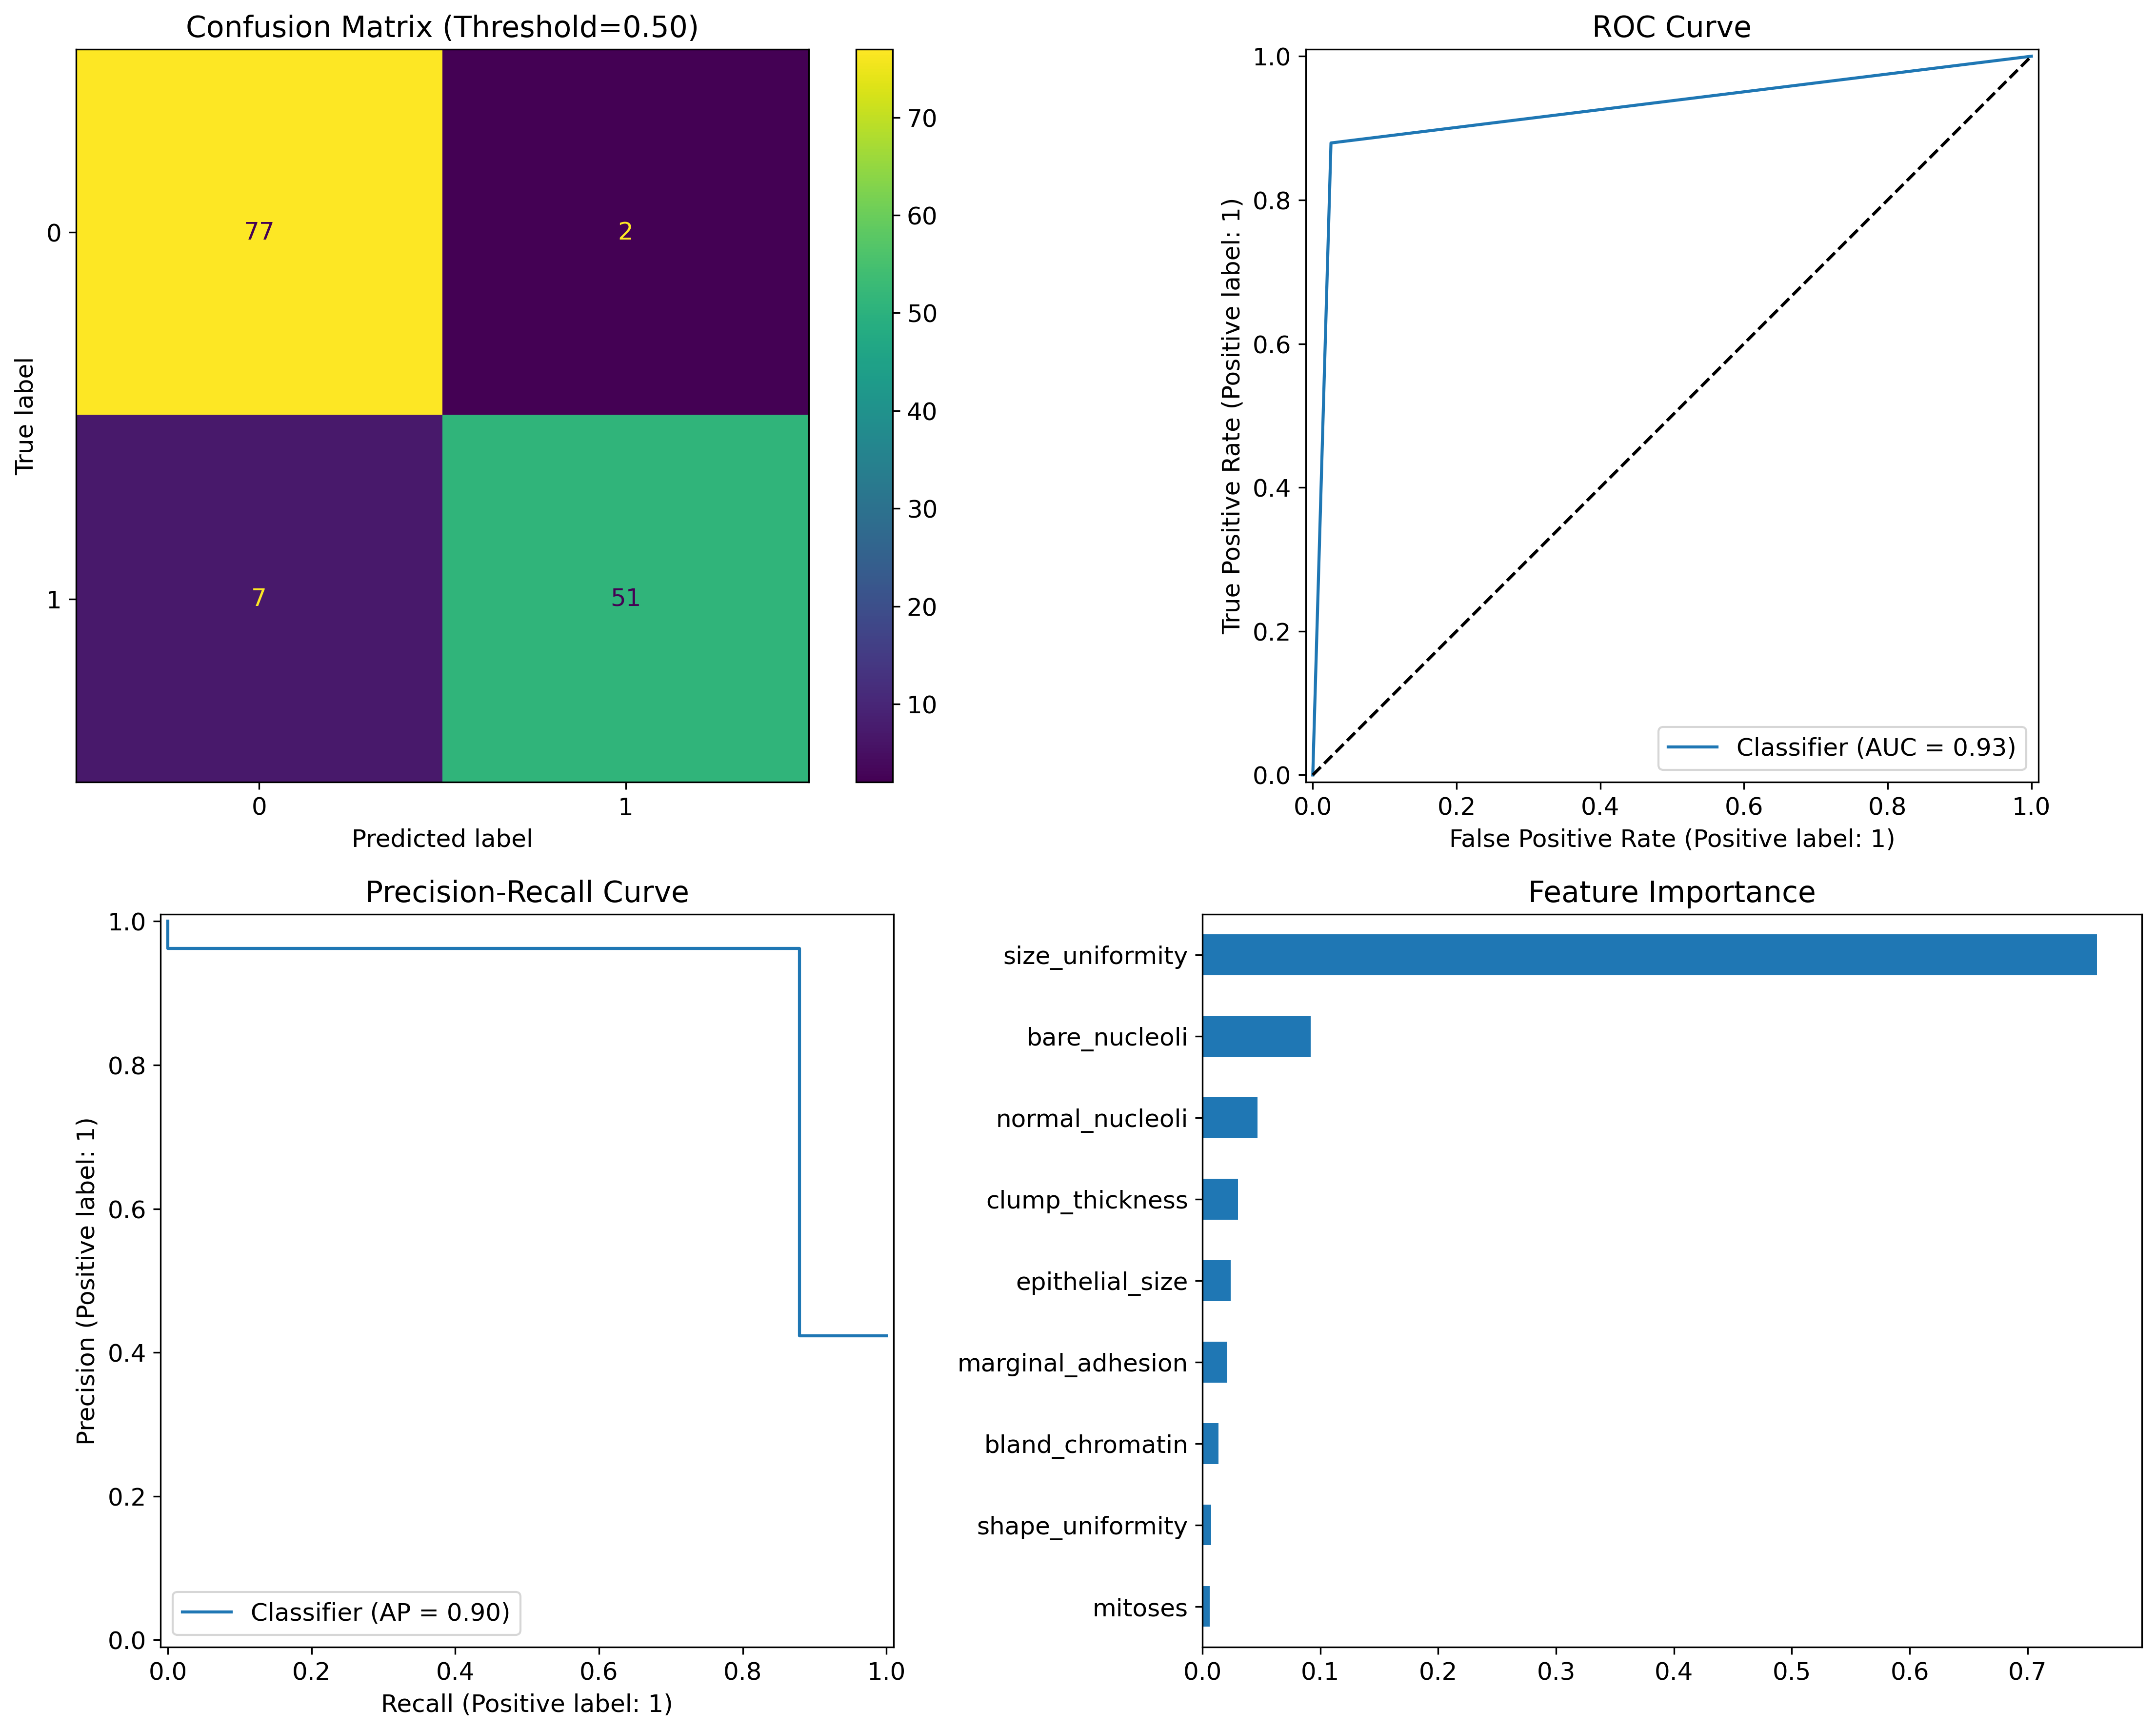 Confusion Matrix (Threshold=0.50)
True label
0
1
77
2
7
51
0
1
Predicted label
70
60
50
40
30
20
10
ROC Curve
True Positive Rate (Positive label: 1)
1.0
0.8
0.6
0.4
0.2
0.0
Classifier (AUC = 0.93)
0.0 0.2 0.4 0.6 0.8 1.0
False Positive Rate (Positive label: 1)
Precision-Recall Curve
Precision (Positive label: 1)
1.0
0.8
0.6
0.4
0.2
0.0
Classifier (AP = 0.90)
0.0 0.2 0.4 0.6 0.8 1.0
Recall (Positive label: 1)
Feature Importance
size_uniformity
bare_nucleoli
normal_nucleoli
clump_thickness
epithelial_size
marginal_adhesion
bland_chromatin
shape_uniformity
mitoses
0.0 0.1 0.2 0.3 0.4 0.5 0.6 0.7